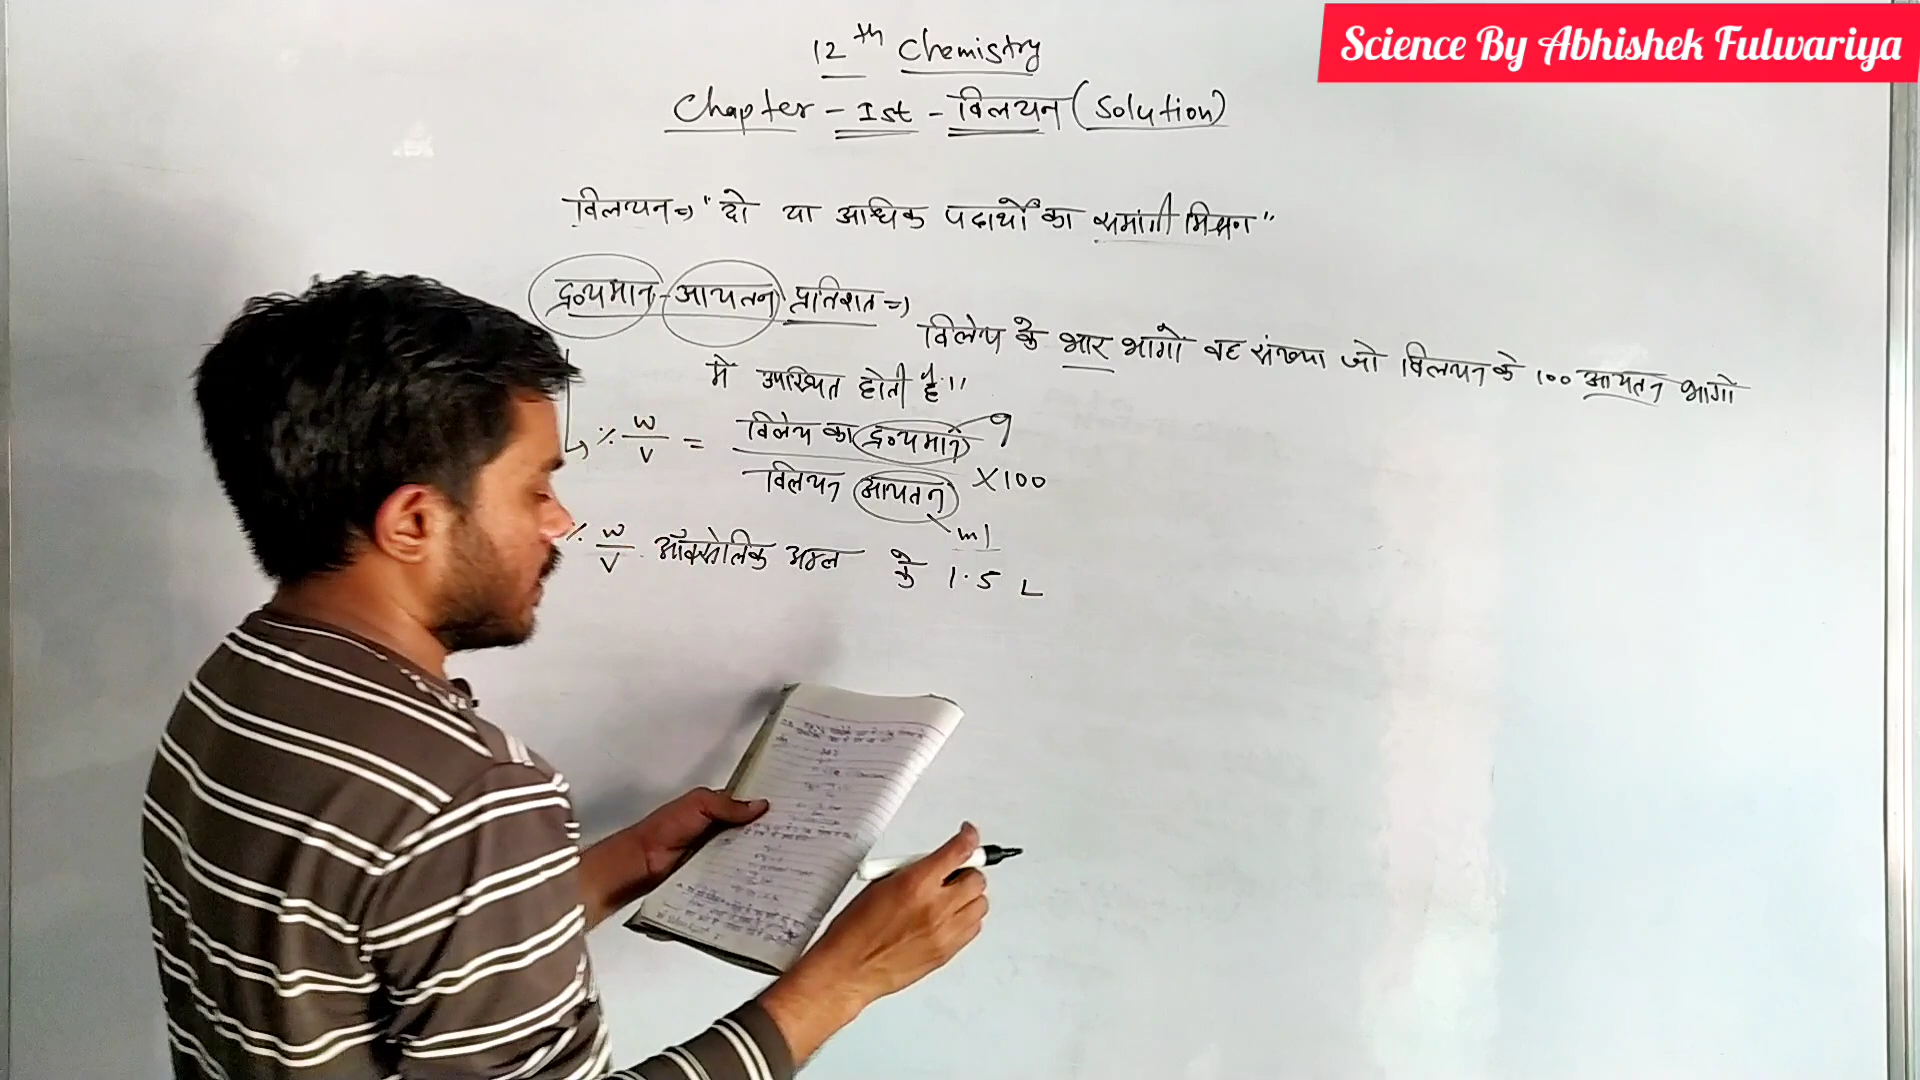 Science By Abhishek Fulwariya
12th Chemistry
Chapter - Ist - विलयन (Solution)
विलयन => "दो या अधिक पदार्थों का समांगी मिश्रण"
द्रव्यमान - आयतन प्रतिशत =>
विलेय के भार भागों वह संख्या जो विलयन के 100 आयतन भागों
में उपस्थित होती है"
% w/v = विलेय का द्रव्यमान / विलयन आयतन × 100
g
ml
% w/v ऑक्सेलिक अम्ल के 1.5 L